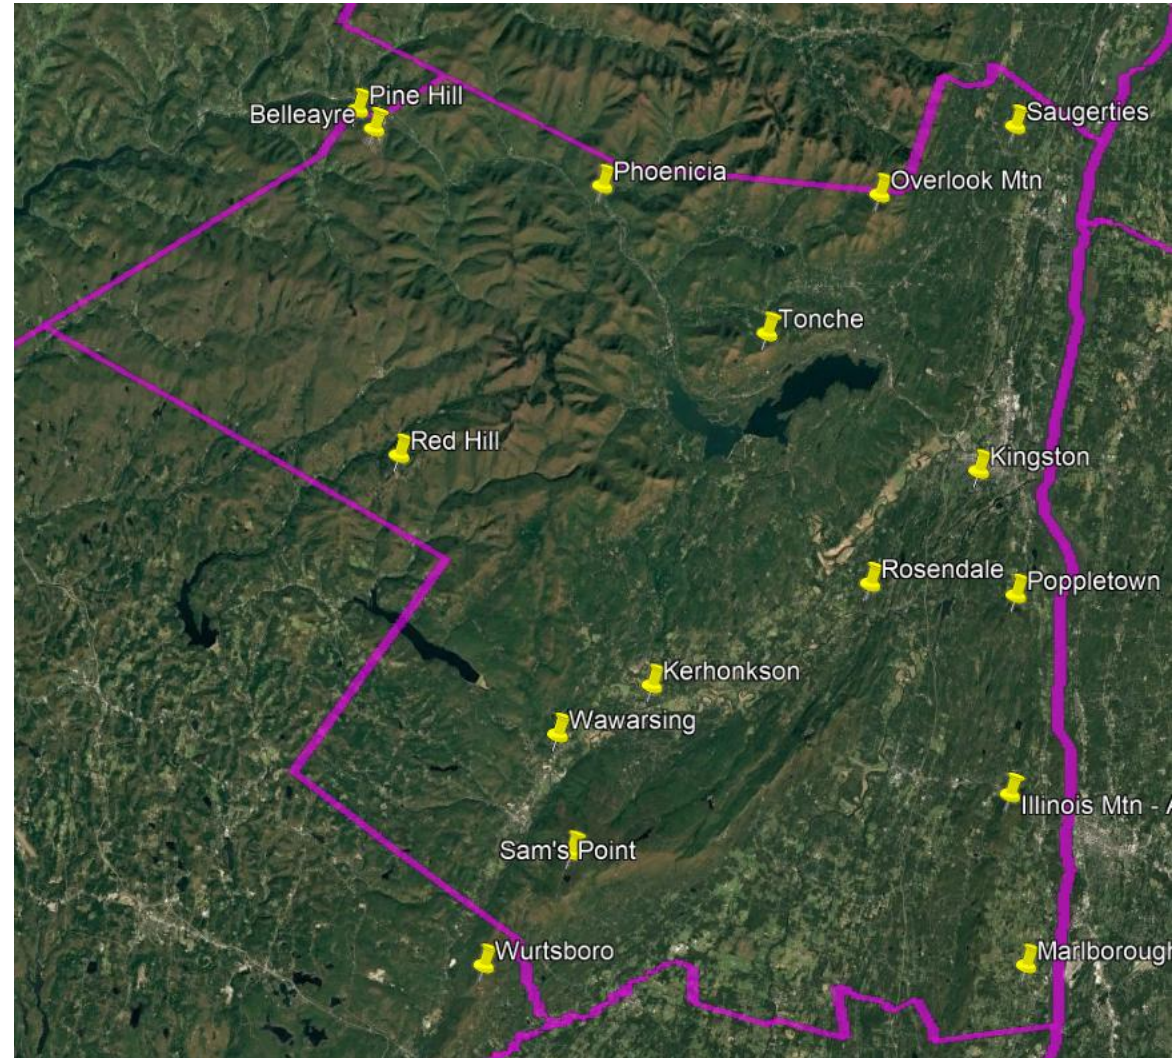 Pine Hill
Belleayre
Saugerties
Phoenicia
Overlook Mtn
Tonche
Red Hill
Kingston
Rosendale
Poppletown
Kerhonkson
Wawarsing
Illinois Mtn - A
Sam's Point
Wurtsboro
Marlborough